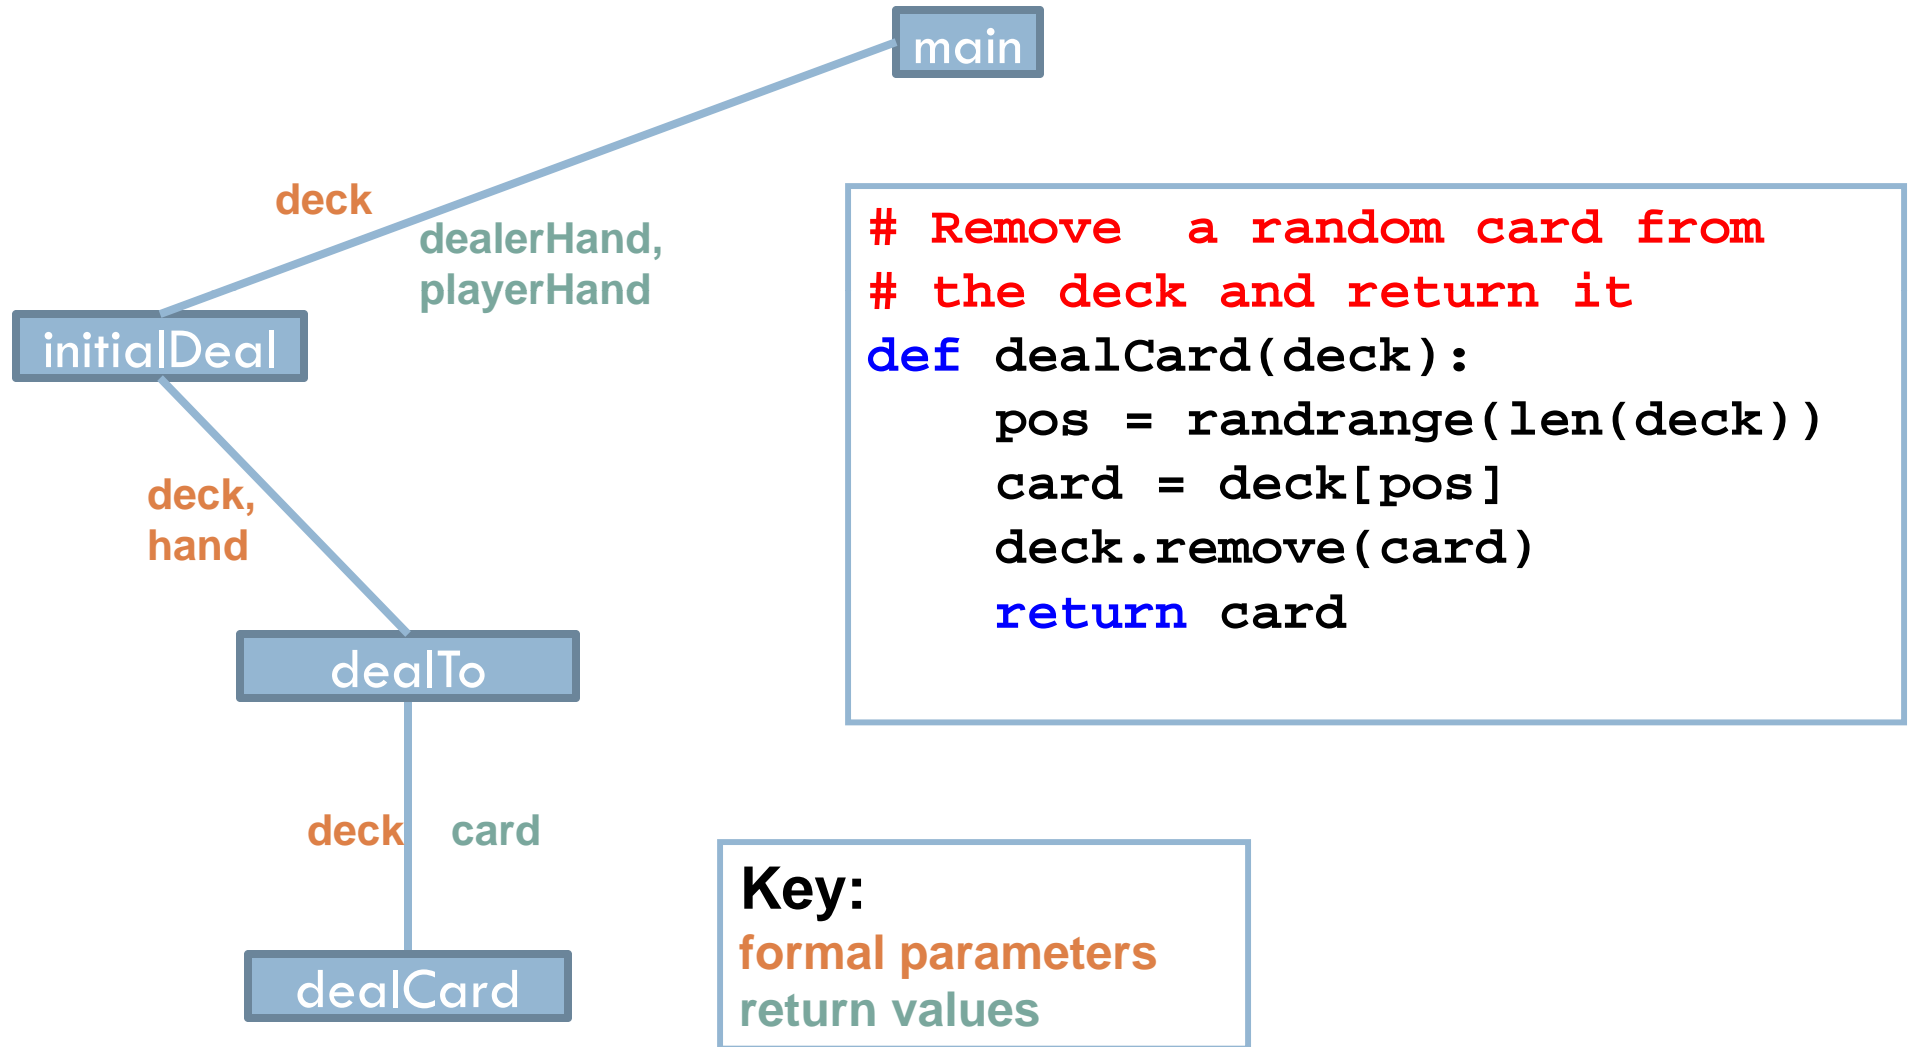 main
deck
dealerHand,
playerHand
initialDeal
deck,
hand
dealTo
deck card
dealCard
# Remove  a random card from
# the deck and return it
def dealCard(deck):
    pos = randrange(len(deck))
    card = deck[pos]
    deck.remove(card)
    return card
Key:
formal parameters
return values